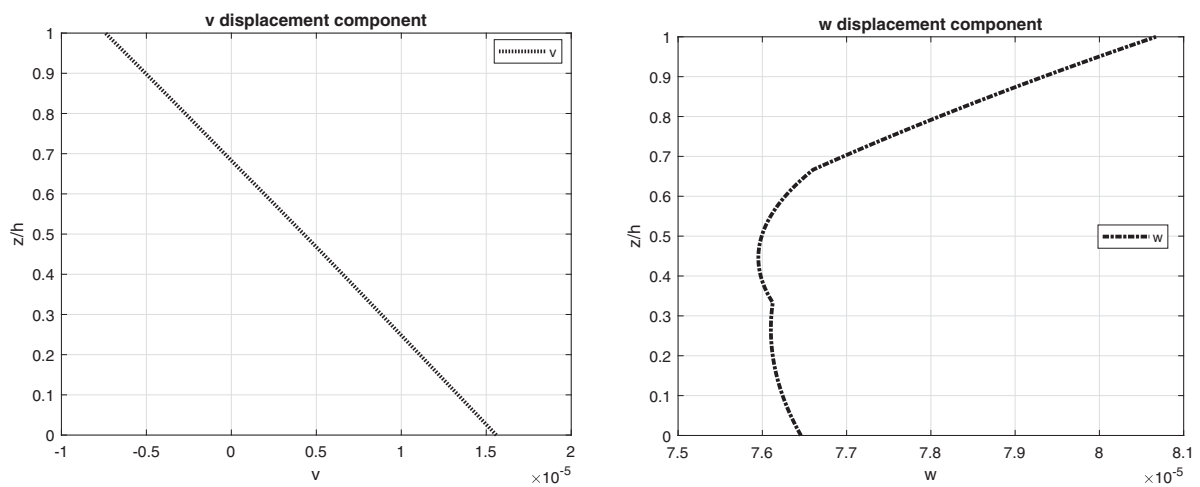 v displacement component
1
0.9
0.8
0.7
0.6
0.5
0.4
0.3
0.2
0.1
0
z/h
v
-1 -0.5 0 0.5 1 1.5 2
v
×10-5
w displacement component
1
0.9
0.8
0.7
0.6
0.5
0.4
0.3
0.2
0.1
0
z/h
w
7.5 7.6 7.7 7.8 7.9 8 8.1
w
×10-5